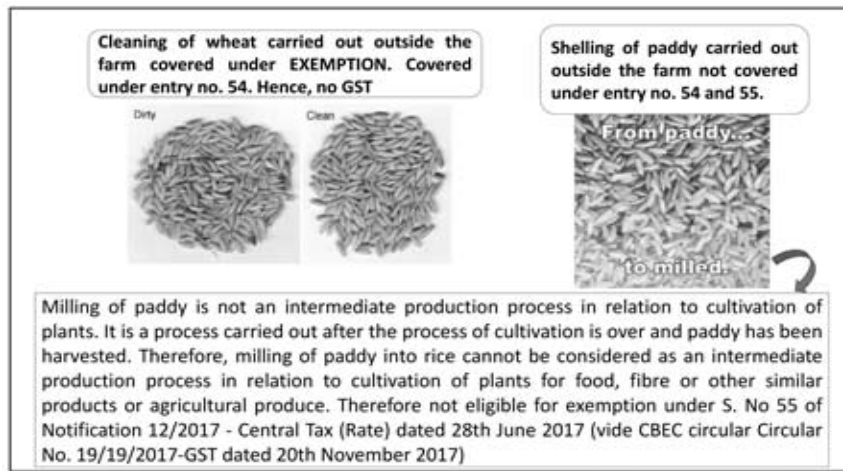 Cleaning of wheat carried out outside the
farm covered under EXEMPTION. Covered
under entry no. 54. Hence, no GST
Shelling of paddy carried out
outside the farm not covered
under entry no. 54 and 55.
Dirty
Clean
From paddy...
to milled.
Milling of paddy is not an intermediate production process in relation to cultivation of
plants. It is a process carried out after the process of cultivation is over and paddy has been
harvested. Therefore, milling of paddy into rice cannot be considered as an intermediate
production process in relation to cultivation of plants for food, fibre or other similar
products or agricultural produce. Therefore not eligible for exemption under S. No 55 of
Notification 12/2017 - Central Tax (Rate) dated 28th June 2017 (vide CBEC circular Circular
No. 19/19/2017-GST dated 20th November 2017)